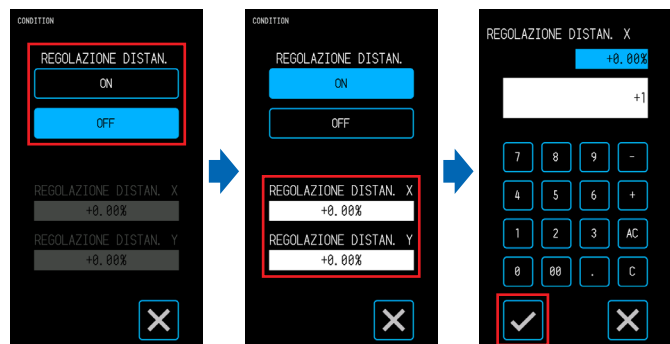 CONDITION
REGOLAZIONE DISTAN.
ON
OFF
REGOLAZIONE DISTAN. X
+0.00%
REGOLAZIONE DISTAN. Y
+0.00%
CONDITION
REGOLAZIONE DISTAN.
ON
OFF
REGOLAZIONE DISTAN. X
+0.00%
REGOLAZIONE DISTAN. Y
+0.00%
REGOLAZIONE DISTAN. X
+0.00%
+1
7 8 9 -
4 5 6 +
1 2 3 AC
0 00 . C